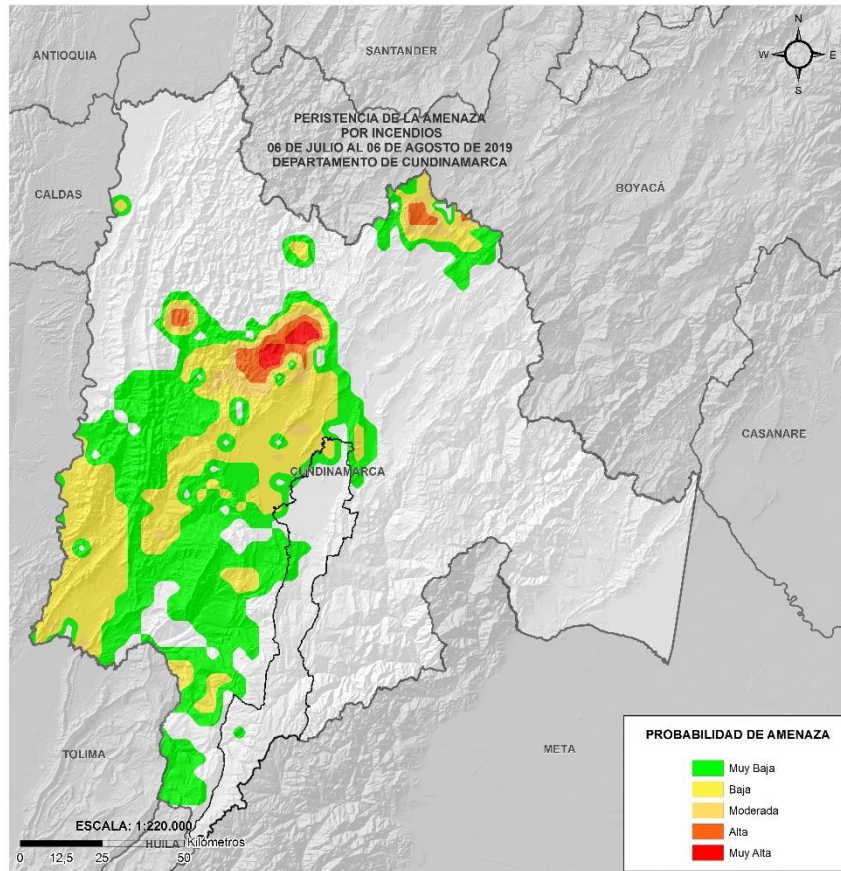 N
W E
S
ANTIOQUIA
SANTANDER
PERISTENCIA DE LA AMENAZA
POR INCENDIOS
06 DE JULIO AL 06 DE AGOSTO DE 2019
DEPARTAMENTO DE CUNDINAMARCA
CALDAS
BOYACÁ
CASANARE
CUNDINAMARCA
TOLIMA
META
HUILA
PROBABILIDAD DE AMENAZA
Muy Baja
Baja
Moderada
Alta
Muy Alta
ESCALA: 1:220.000
Kilómetros
0 12,5 25 50